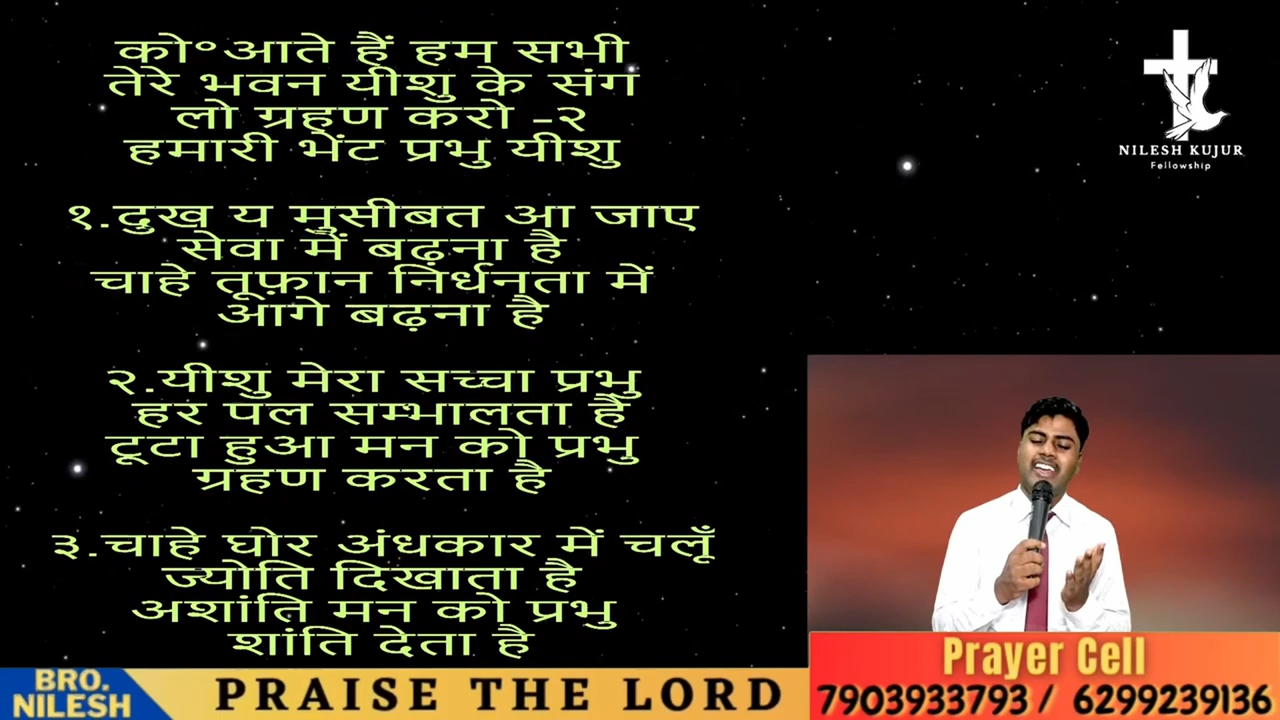 को॰आते हैं हम सभी
तेरे भवन यीशु के संग
लो ग्रहण करो -२
हमारी भेंट प्रभु यीशु
१.दुख य मुसीबत आ जाए
सेवा में बढ़ना है
चाहे तूफ़ान निर्धनता में
आगे बढ़ना है
२.यीशु मेरा सच्चा प्रभु
हर पल सम्भालता है
टूटा हुआ मन को प्रभु
ग्रहण करता है
३.चाहे घोर अंधकार में चलूँ
ज्योति दिखाता है
अशांति मन को प्रभु
शांति देता है
NILESH KUJUR
Fellowship
Prayer Cell
7903933793 / 6299239136
BRO.
NILESH
PRAISE THE LORD